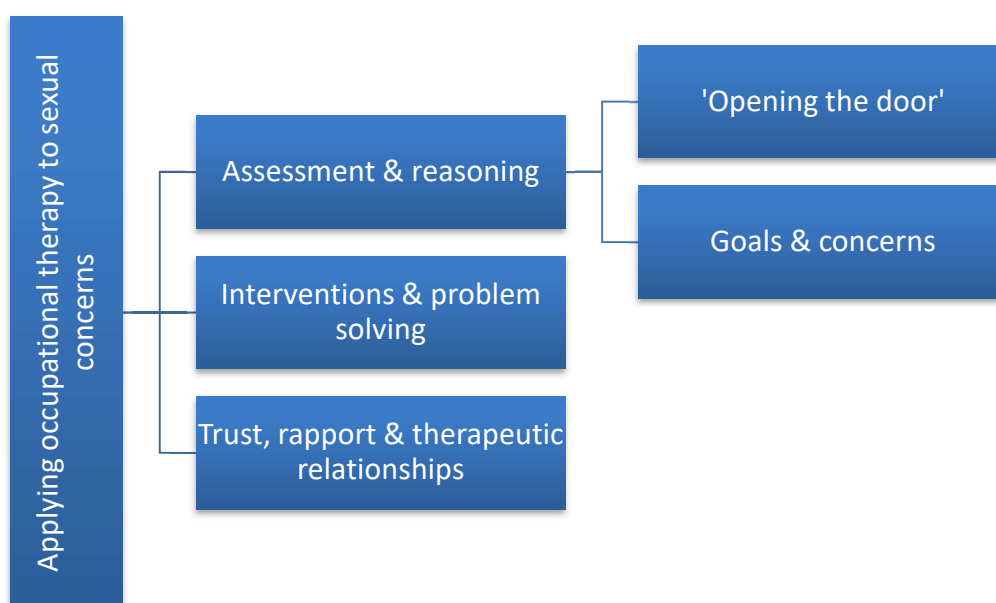 Applying occupational therapy to sexual
concerns
Assessment & reasoning
'Opening the door'
Goals & concerns
Interventions & problem
solving
Trust, rapport & therapeutic
relationships